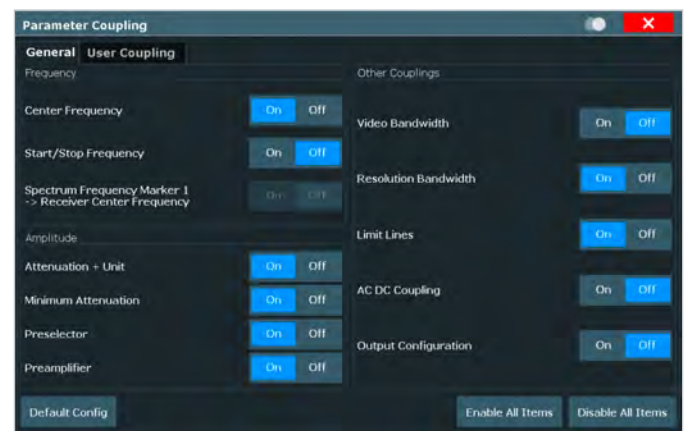 Parameter Coupling
General User Coupling
Frequency
Center Frequency On Off
Start/Stop Frequency On Off
Spectrum Frequency Marker 1
-> Receiver Center Frequency On Off
Amplitude
Attenuation + Unit On Off
Minimum Attenuation On Off
Preselector On Off
Preamplifier On Off
Other Couplings
Video Bandwidth On Off
Resolution Bandwidth On Off
Limit Lines On Off
AC DC Coupling On Off
Output Configuration On Off
Default Config Enable All Items Disable All Items